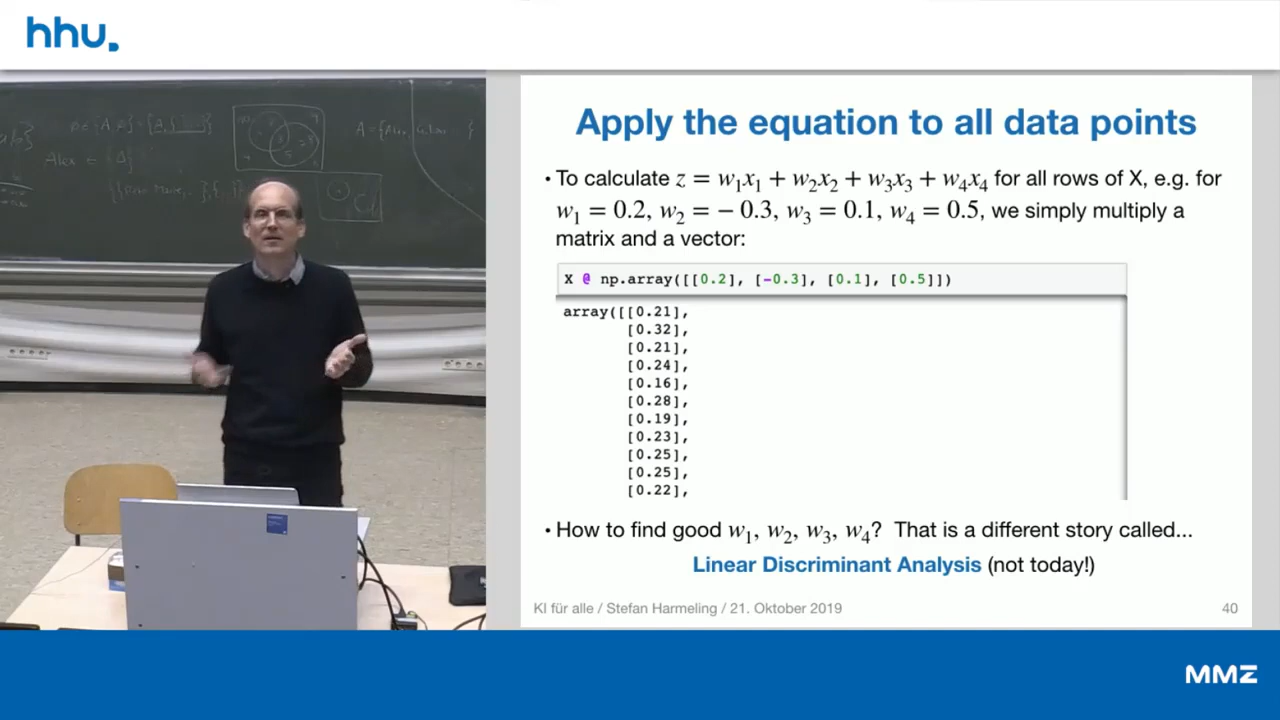 hhu.
Alex ∈ {A}
Apply the equation to all data points
• To calculate z = w₁x₁ + w₂x₂ + w₃x₃ + w₄x₄ for all rows of X, e.g. for
w₁ = 0.2, w₂ = − 0.3, w₃ = 0.1, w₄ = 0.5, we simply multiply a
matrix and a vector:
X @ np.array([[0.2], [-0.3], [0.1], [0.5]])
array([[0.21],
[0.32],
[0.21],
[0.24],
[0.16],
[0.28],
[0.19],
[0.23],
[0.25],
[0.25],
[0.22],
• How to find good w₁, w₂, w₃, w₄? That is a different story called...
Linear Discriminant Analysis (not today!)
KI für alle / Stefan Harmeling / 21. Oktober 2019
40
MMZ